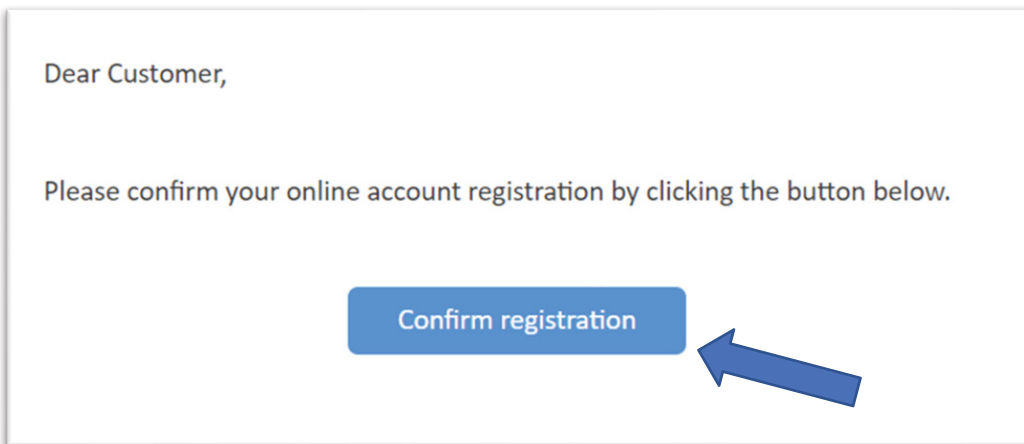 Dear Customer,
Please confirm your online account registration by clicking the button below.
Confirm registration